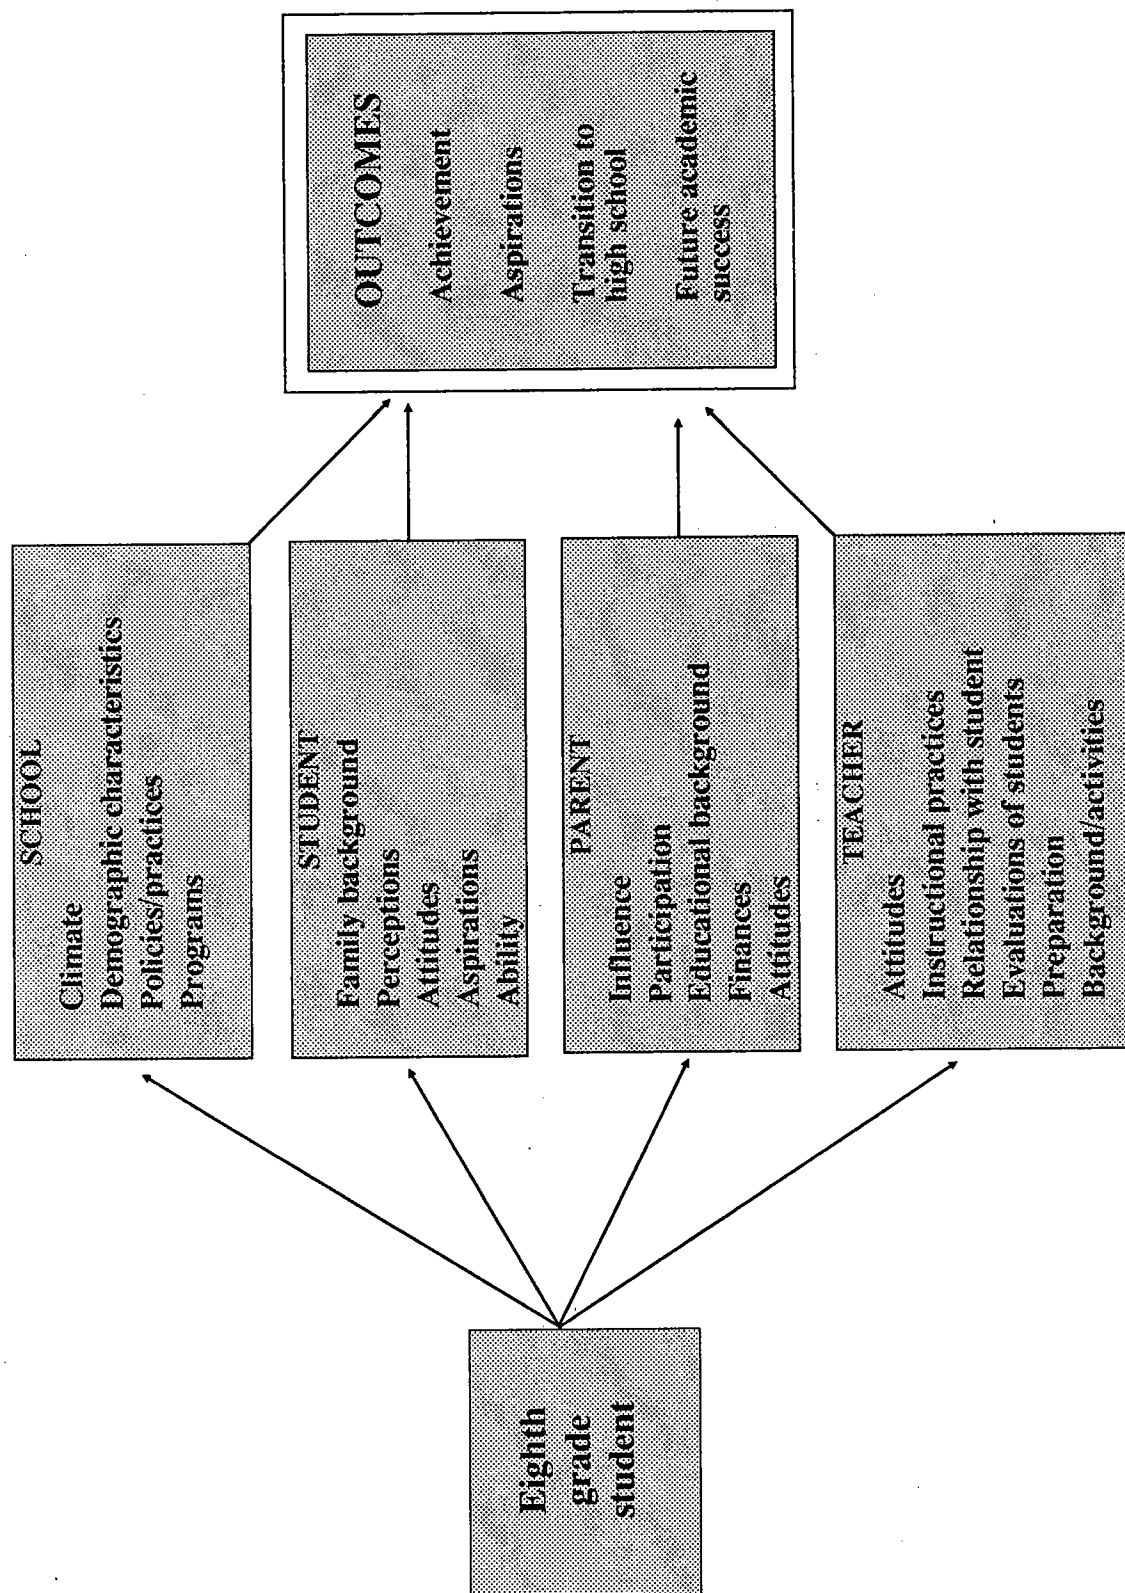 Eighth
grade
student
SCHOOL
Climate
Demographic characteristics
Policies/practices
Programs
STUDENT
Family background
Perceptions
Attitudes
Aspirations
Ability
PARENT
Influence
Participation
Educational background
Finances
Attitudes
TEACHER
Attitudes
Instructional practices
Relationship with student
Evaluations of students
Preparation
Background/activities
OUTCOMES
Achievement
Aspirations
Transition to
high school
Future academic
success